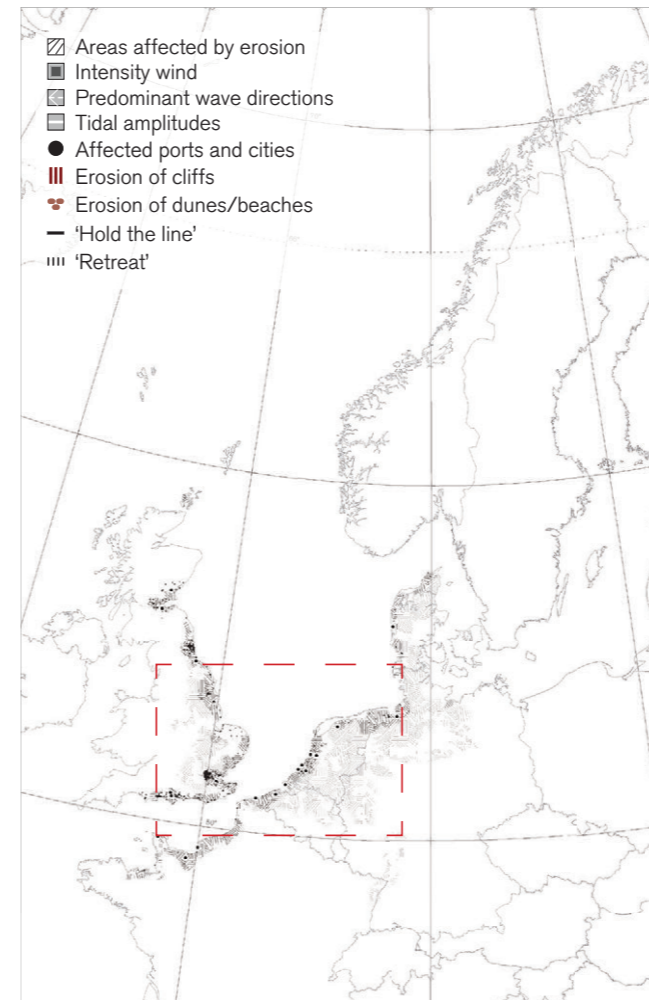 Areas affected by erosion
Intensity wind
Predominant wave directions
Tidal amplitudes
Affected ports and cities
Erosion of cliffs
Erosion of dunes/beaches
‘Hold the line’
‘Retreat’